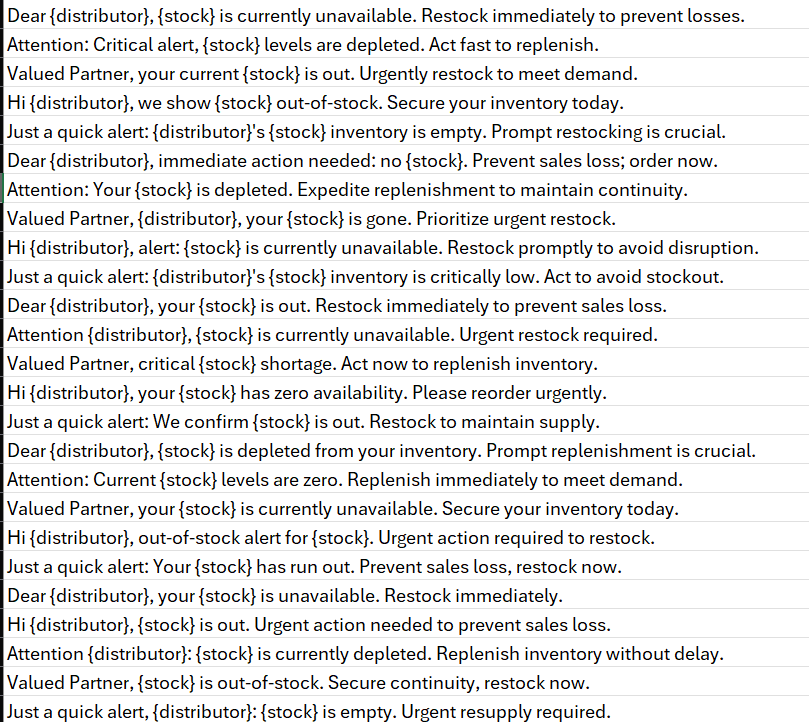 Dear {distributor}, {stock} is currently unavailable. Restock immediately to prevent losses.
Attention: Critical alert, {stock} levels are depleted. Act fast to replenish.
Valued Partner, your current {stock} is out. Urgently restock to meet demand.
Hi {distributor}, we show {stock} out-of-stock. Secure your inventory today.
Just a quick alert: {distributor}'s {stock} inventory is empty. Prompt restocking is crucial.
Dear {distributor}, immediate action needed: no {stock}. Prevent sales loss; order now.
Attention: Your {stock} is depleted. Expedite replenishment to maintain continuity.
Valued Partner, {distributor}, your {stock} is gone. Prioritize urgent restock.
Hi {distributor}, alert: {stock} is currently unavailable. Restock promptly to avoid disruption.
Just a quick alert: {distributor}'s {stock} inventory is critically low. Act to avoid stockout.
Dear {distributor}, your {stock} is out. Restock immediately to prevent sales loss.
Attention {distributor}, {stock} is currently unavailable. Urgent restock required.
Valued Partner, critical {stock} shortage. Act now to replenish inventory.
Hi {distributor}, your {stock} has zero availability. Please reorder urgently.
Just a quick alert: We confirm {stock} is out. Restock to maintain supply.
Dear {distributor}, {stock} is depleted from your inventory. Prompt replenishment is crucial.
Attention: Current {stock} levels are zero. Replenish immediately to meet demand.
Valued Partner, your {stock} is currently unavailable. Secure your inventory today.
Hi {distributor}, out-of-stock alert for {stock}. Urgent action required to restock.
Just a quick alert: Your {stock} has run out. Prevent sales loss, restock now.
Dear {distributor}, your {stock} is unavailable. Restock immediately.
Hi {distributor}, {stock} is out. Urgent action needed to prevent sales loss.
Attention {distributor}: {stock} is currently depleted. Replenish inventory without delay.
Valued Partner, {stock} is out-of-stock. Secure continuity, restock now.
Just a quick alert, {distributor}: {stock} is empty. Urgent resupply required.